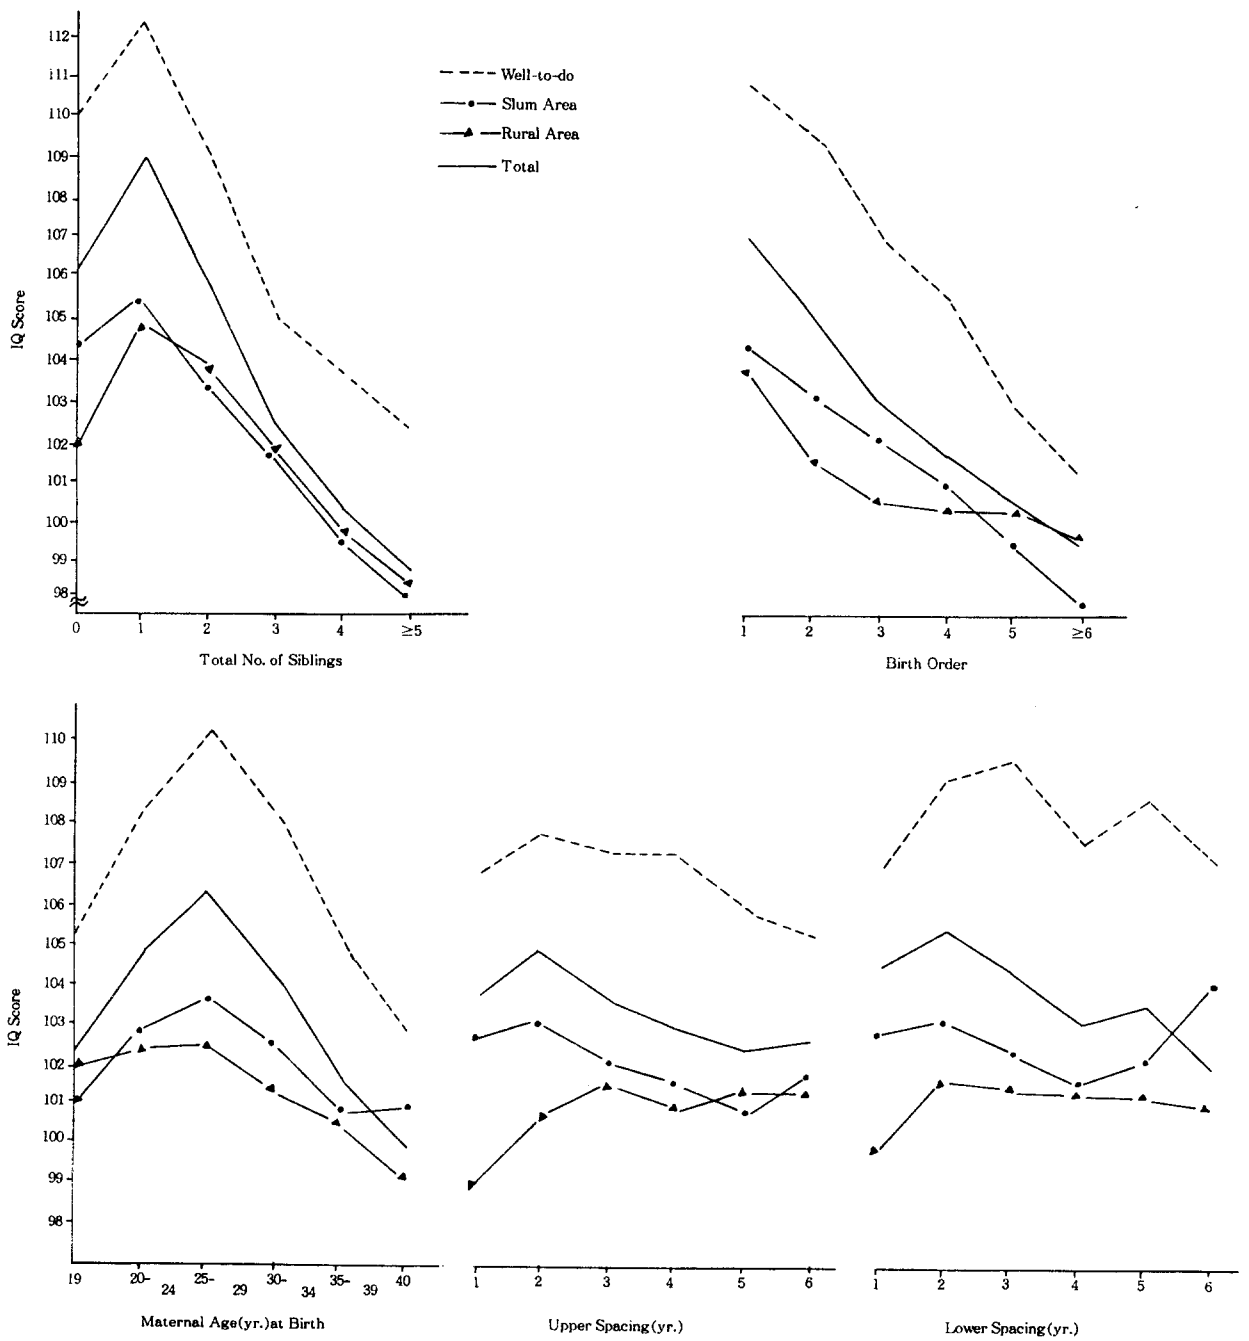 112
111
110
109
108
107
106
105
104
103
102
101
100
99
98
IQ Score
0 1 2 3 4 ≥5
Total No. of Siblings
Well-to-do
Slum Area
Rural Area
Total
1 2 3 4 5 ≥6
Birth Order
110
109
108
107
106
105
104
103
102
101
100
99
98
IQ Score
19 20-24 25-29 30-34 35-39 40
Maternal Age(yr.)at Birth
1 2 3 4 5 6
Upper Spacing(yr.)
1 2 3 4 5 6
Lower Spacing(yr.)